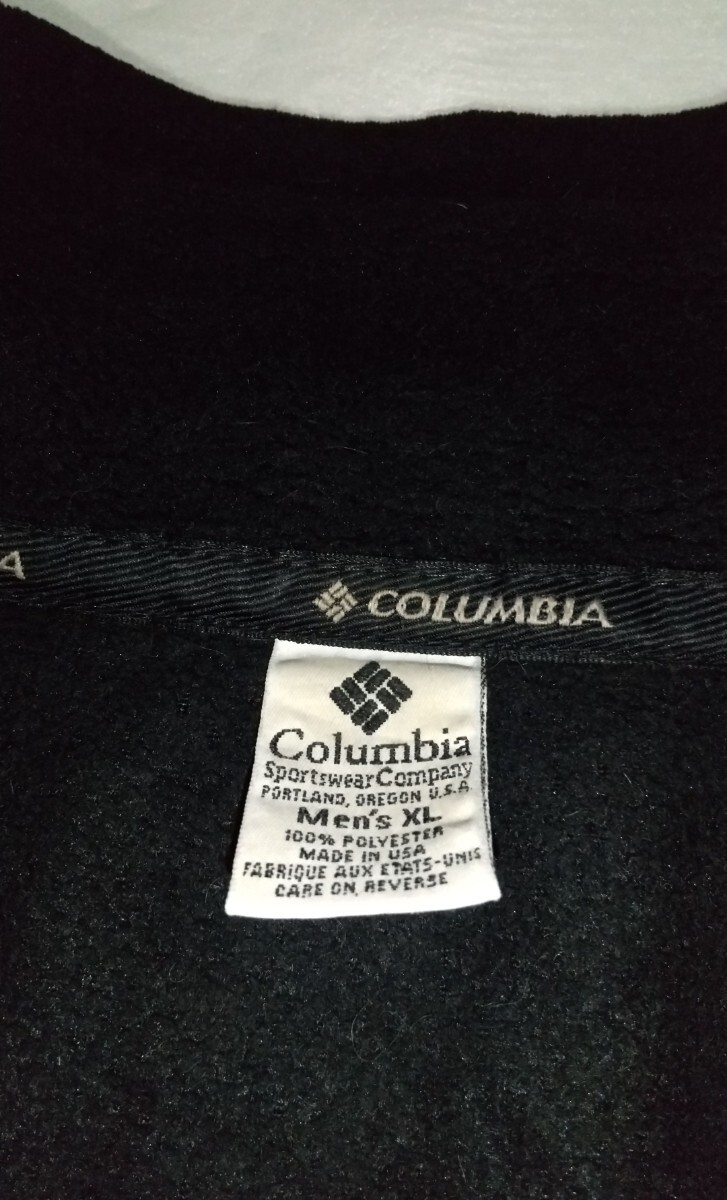 A
COLUMBIA
Columbia
Sportswear Company
PORTLAND, OREGON U.S.A.
Men's XL
100% POLYESTER
MADE IN USA
FABRIQUE AUX ETATS-UNIS
CARE ON REVERSE